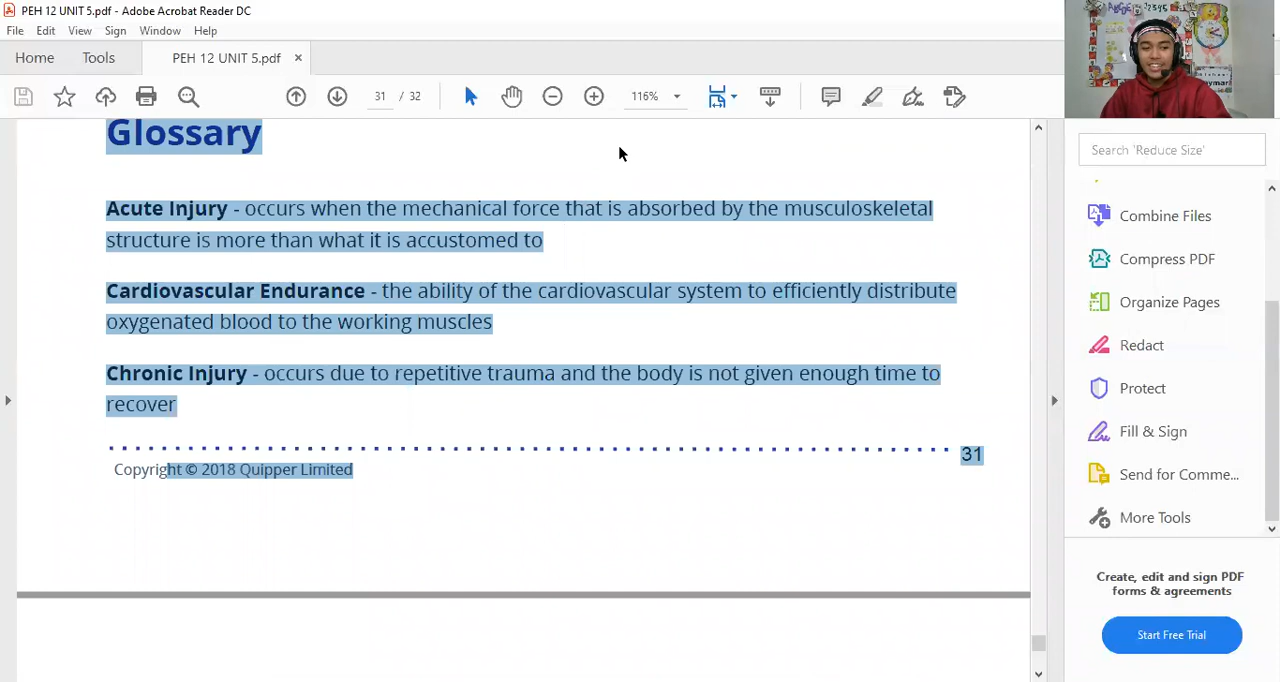 PEH 12 UNIT 5.pdf - Adobe Acrobat Reader DC
File Edit View Sign Window Help
Home Tools PEH 12 UNIT 5.pdf ×
31 / 32 116%
Search 'Reduce Size'
Glossary
Acute Injury - occurs when the mechanical force that is absorbed by the musculoskeletal
structure is more than what it is accustomed to
Cardiovascular Endurance - the ability of the cardiovascular system to efficiently distribute
oxygenated blood to the working muscles
Chronic Injury - occurs due to repetitive trauma and the body is not given enough time to
recover
31
Copyright © 2018 Quipper Limited
Combine Files
Compress PDF
Organize Pages
Redact
Protect
Fill & Sign
Send for Comme...
More Tools
Create, edit and sign PDF
forms & agreements
Start Free Trial